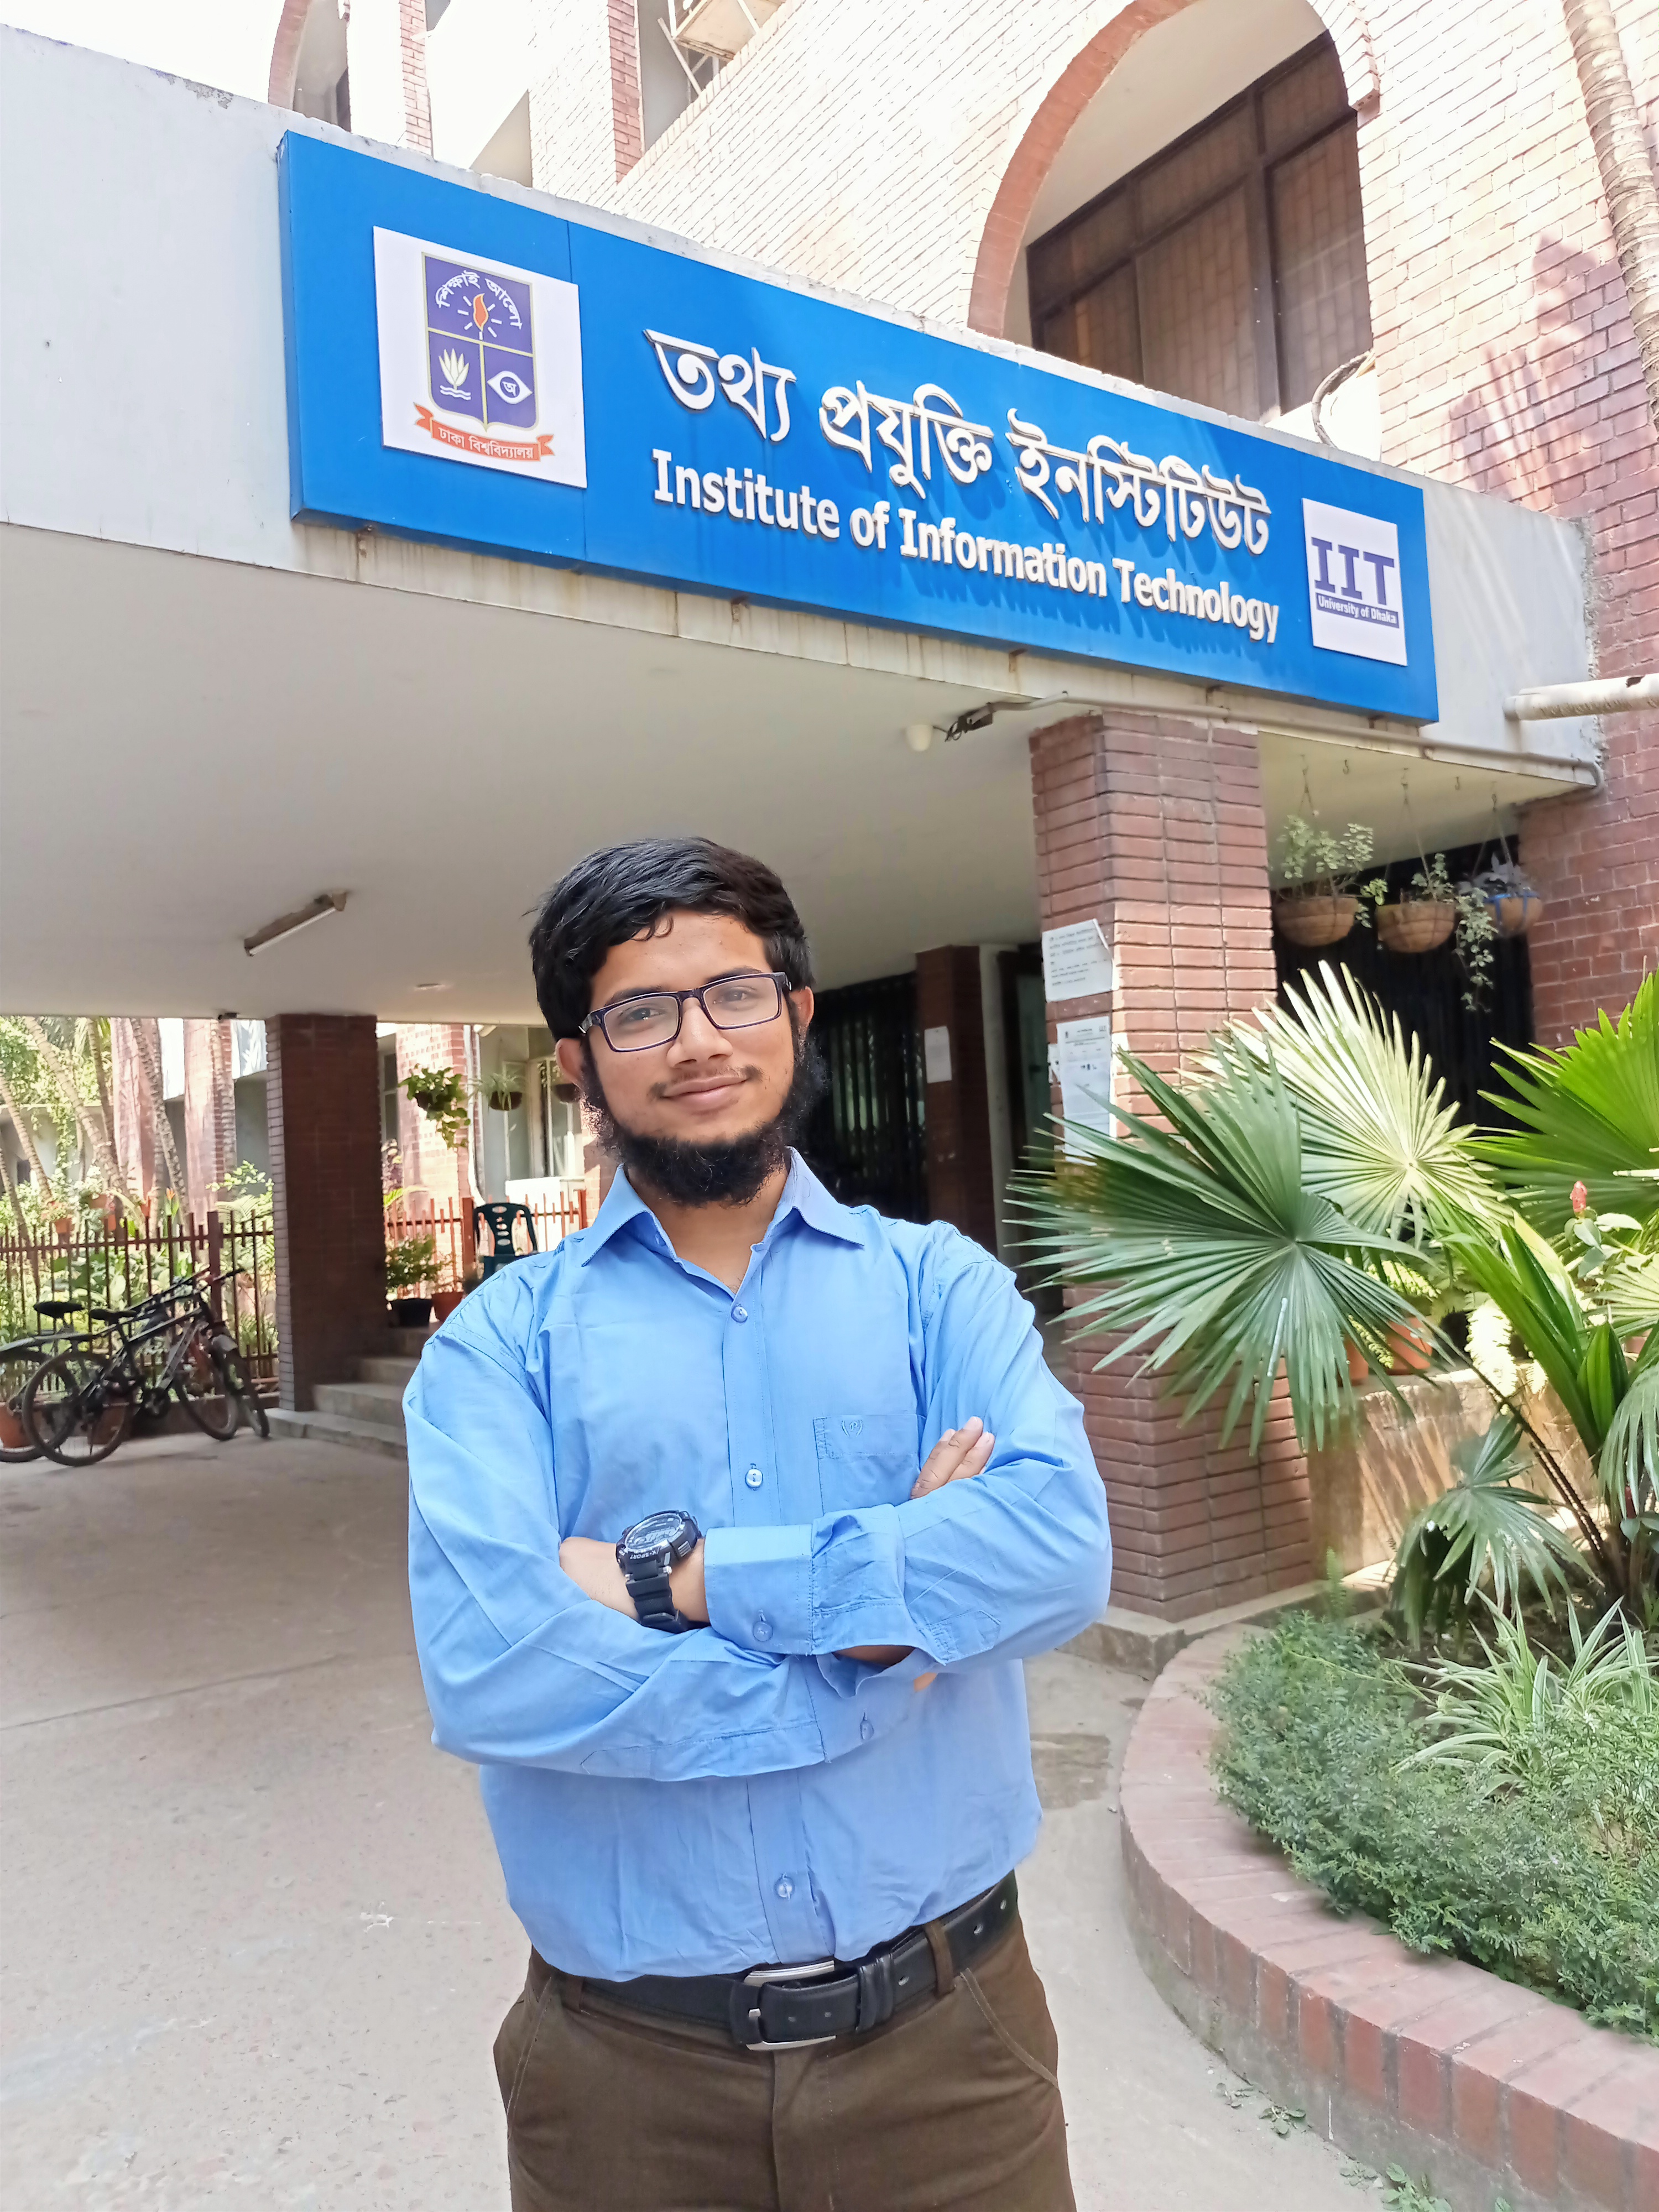 শিক্ষাই আলো
অ
ঢাকা বিশ্ববিদ্যালয়
তথ্য প্রযুক্তি ইনস্টিটিউট
Institute of Information Technology
IIT
University of Dhaka